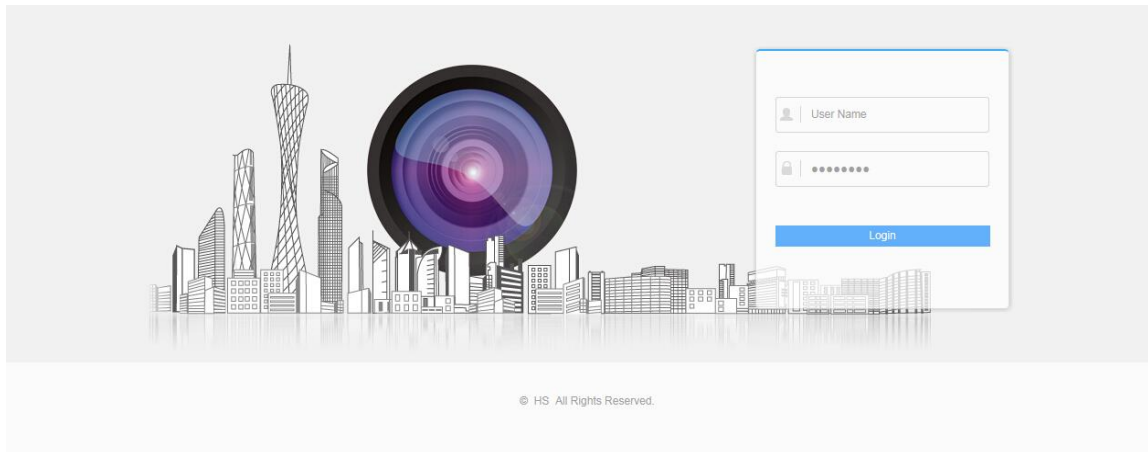 User Name
●●●●●●●●
Login
© HS All Rights Reserved.